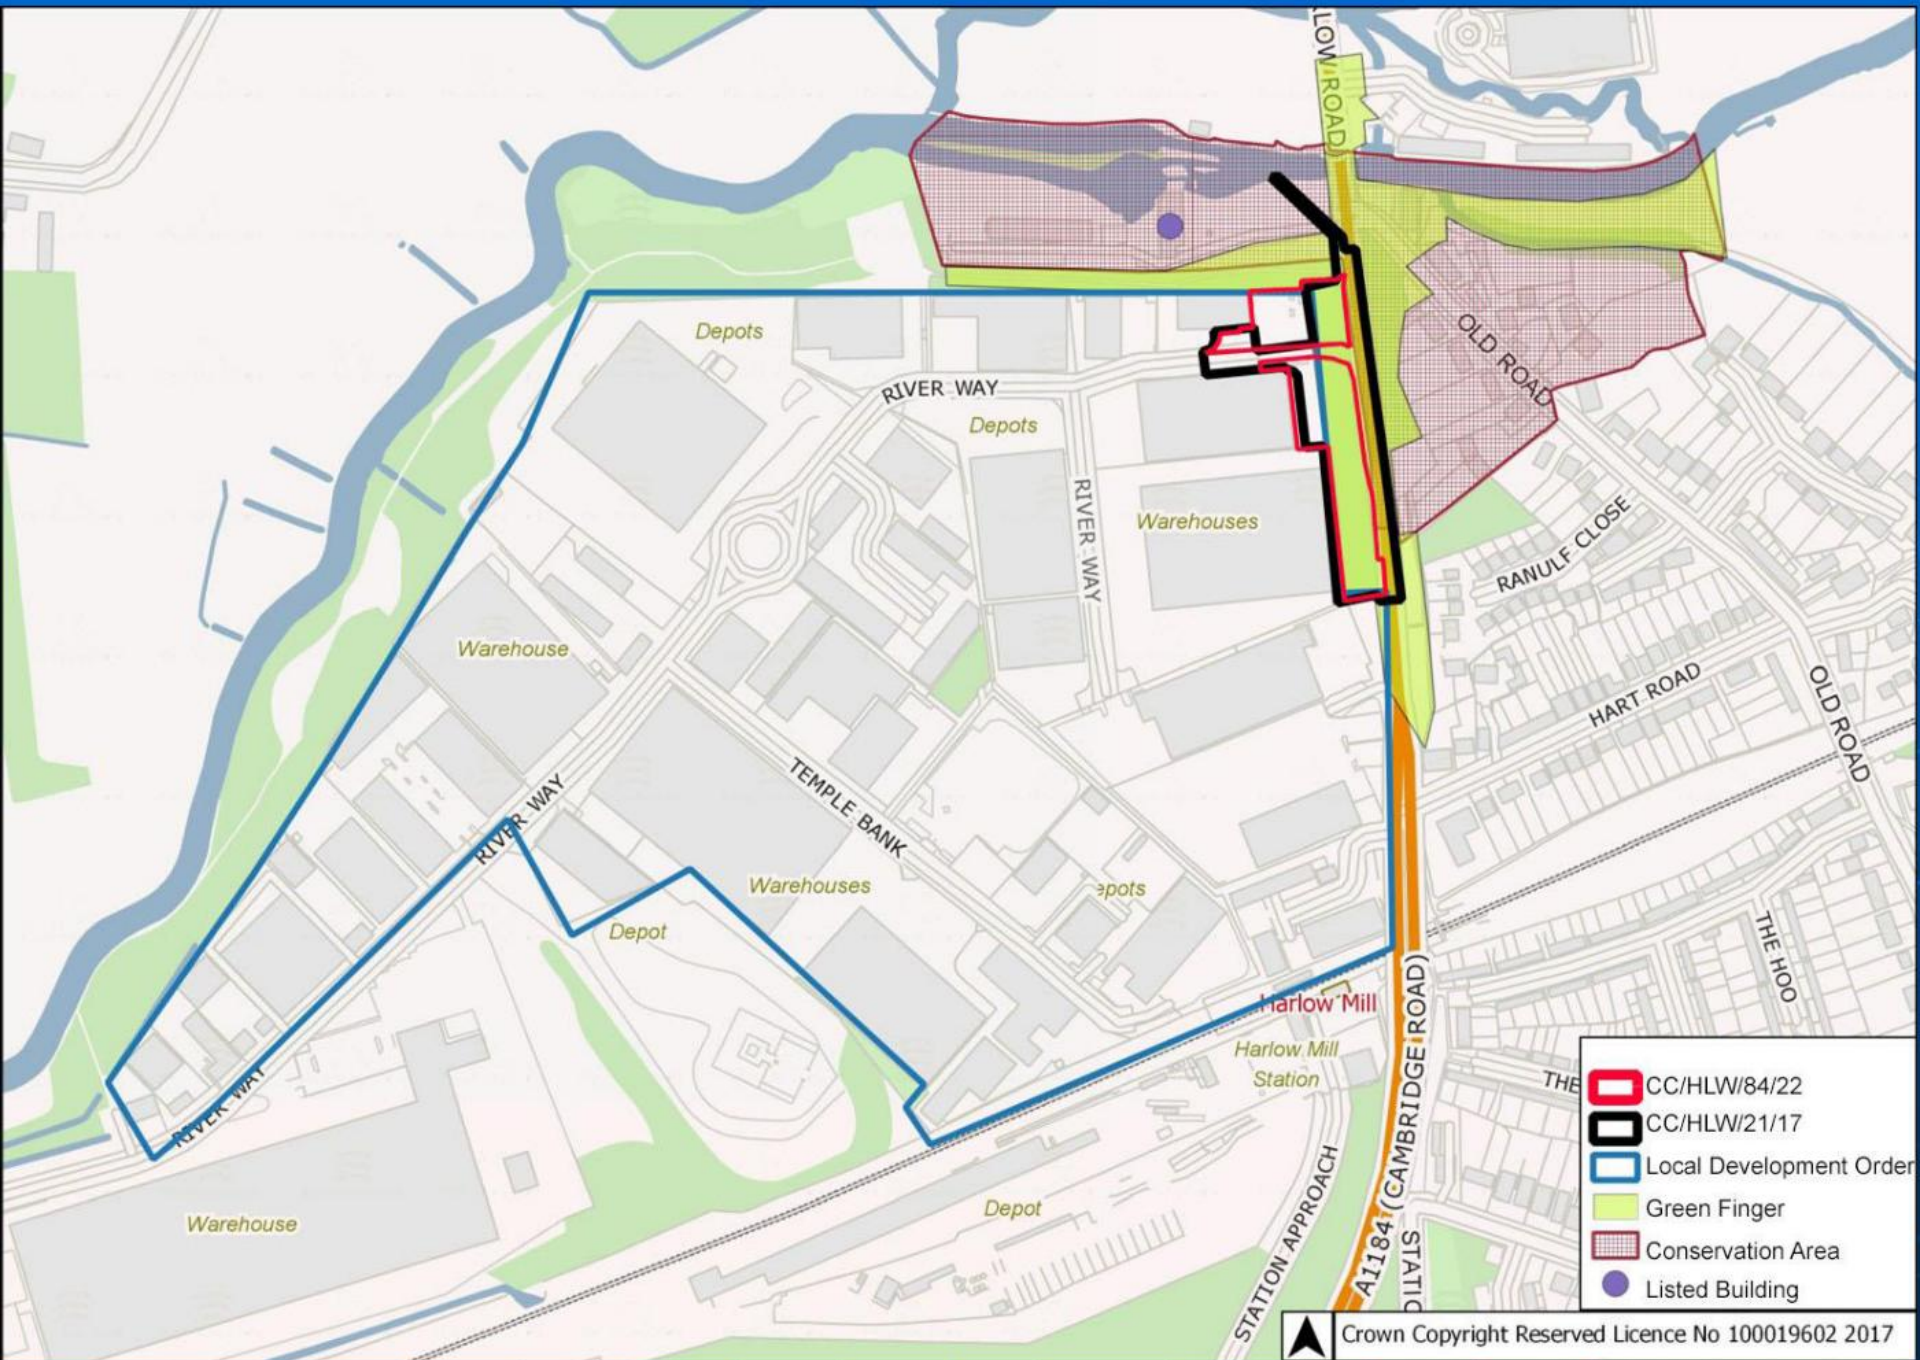 LOW ROAD
Depots
RIVER WAY
Depots
OLD ROAD
RIVER WAY
Warehouses
RANULF CLOSE
Warehouse
HART ROAD
OLD ROAD
TEMPLE BANK
RIVER WAY
Warehouses
epots
Depot
THE HOO
Harlow Mill
Harlow Mill
Station
RIVER WAY
THE
A1184 (CAMBRIDGE ROAD)
STATION APPROACH
Depot
Warehouse
STATIO
CC/HLW/84/22
CC/HLW/21/17
Local Development Order
Green Finger
Conservation Area
Listed Building
Crown Copyright Reserved Licence No 100019602 2017